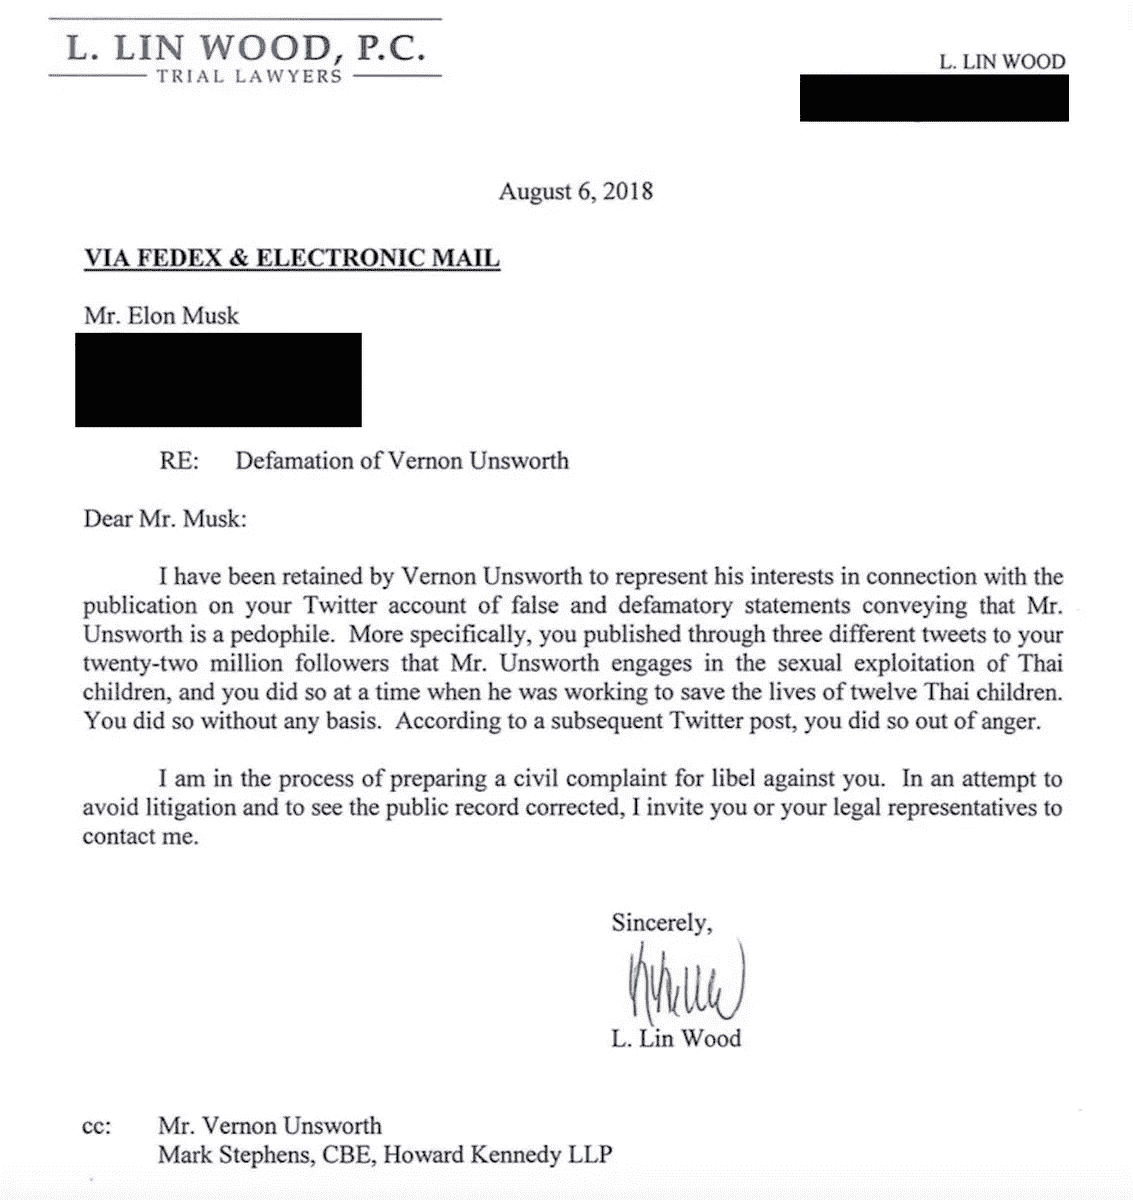 L. LIN WOOD, P.C.
TRIAL LAWYERS
L. LIN WOOD
August 6, 2018
VIA FEDEX & ELECTRONIC MAIL
Mr. Elon Musk
RE: Defamation of Vernon Unsworth
Dear Mr. Musk:
I have been retained by Vernon Unsworth to represent his interests in connection with the
publication on your Twitter account of false and defamatory statements conveying that Mr.
Unsworth is a pedophile. More specifically, you published through three different tweets to your
twenty-two million followers that Mr. Unsworth engages in the sexual exploitation of Thai
children, and you did so at a time when he was working to save the lives of twelve Thai children.
You did so without any basis. According to a subsequent Twitter post, you did so out of anger.
I am in the process of preparing a civil complaint for libel against you. In an attempt to
avoid litigation and to see the public record corrected, I invite you or your legal representatives to
contact me.
Sincerely,
L. Lin Wood
cc: Mr. Vernon Unsworth
Mark Stephens, CBE, Howard Kennedy LLP